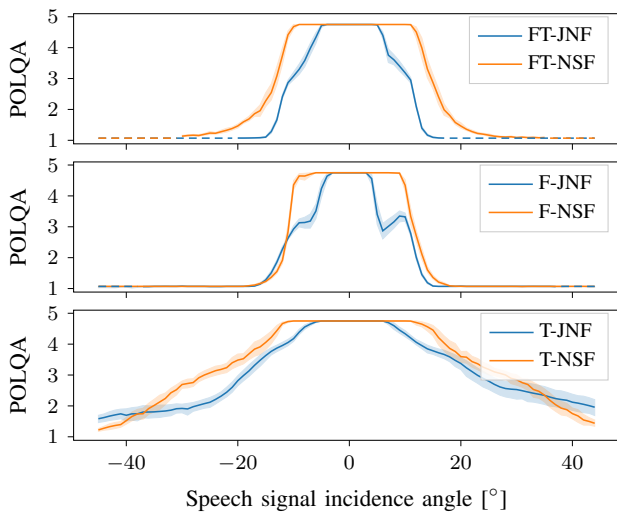 POLQA
5
4
3
2
1
FT-JNF
FT-NSF
POLQA
5
4
3
2
1
F-JNF
F-NSF
POLQA
5
4
3
2
1
T-JNF
T-NSF
−40 −20 0 20 40
Speech signal incidence angle [°]